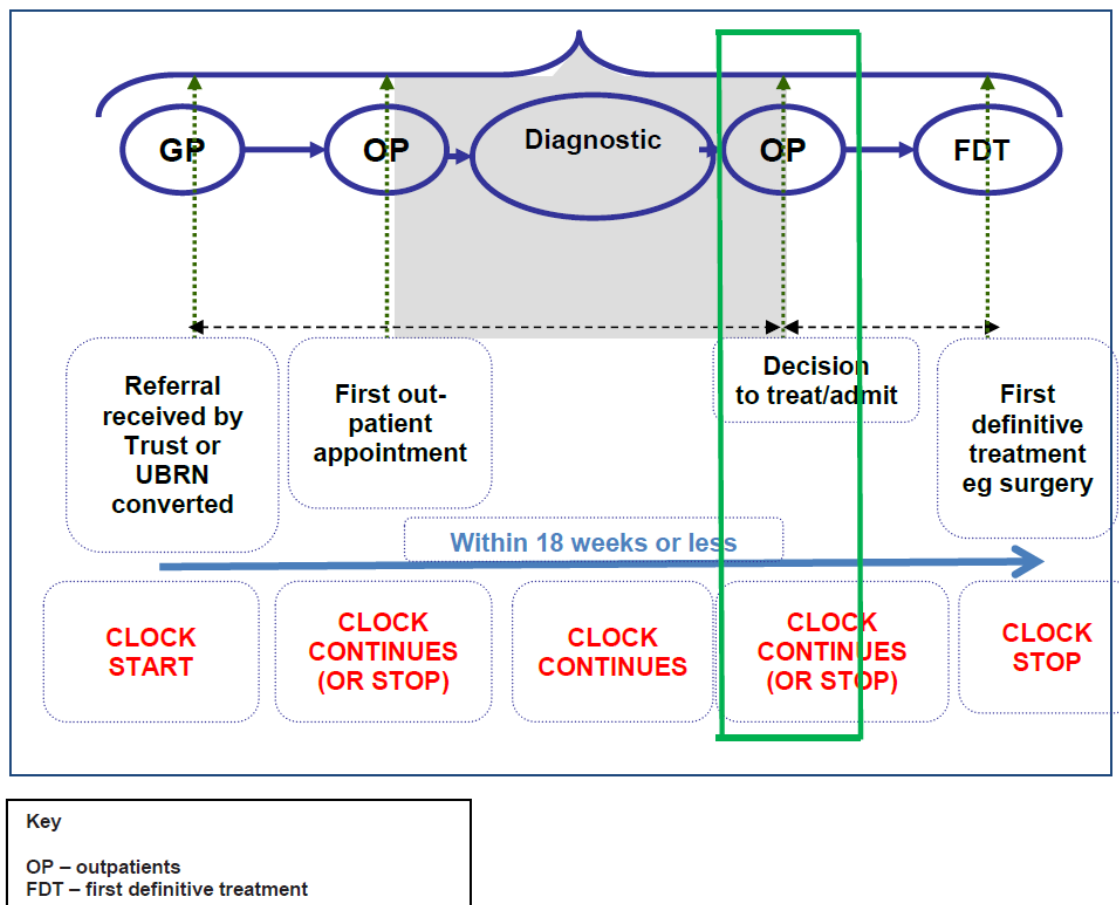 GP
OP
Diagnostic
OP
FDT
Referral
received by
Trust or
UBRN
converted
First out-
patient
appointment
Decision
to treat/admit
First
definitive
treatment
eg surgery
Within 18 weeks or less
CLOCK
START
CLOCK
CONTINUES
(OR STOP)
CLOCK
CONTINUES
CLOCK
CONTINUES
(OR STOP)
CLOCK
STOP
Key
OP – outpatients
FDT – first definitive treatment